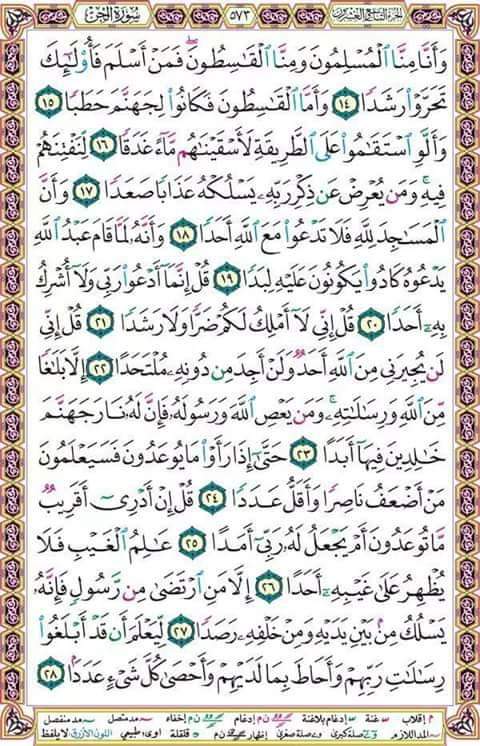 سورة الجن ٥٧٣ الجزء التاسع والعشرون
وَأَنَّا مِنَّا ٱلْمُسْلِمُونَ وَمِنَّا ٱلْقَٰسِطُونَ ۖ فَمَنْ أَسْلَمَ فَأُو۟لَٰٓئِكَ
تَحَرَّوْا۟ رَشَدًا ١٤ وَأَمَّا ٱلْقَٰسِطُونَ فَكَانُوا۟ لِجَهَنَّمَ حَطَبًا ١٥
وَأَلَّوِ ٱسْتَقَٰمُوا۟ عَلَى ٱلطَّرِيقَةِ لَأَسْقَيْنَٰهُم مَّآءً غَدَقًا ١٦ لِّنَفْتِنَهُمْ
فِيهِ ۚ وَمَن يُعْرِضْ عَن ذِكْرِ رَبِّهِۦ يَسْلُكْهُ عَذَابًا صَعَدًا ١٧ وَأَنَّ
ٱلْمَسَٰجِدَ لِلَّهِ فَلَا تَدْعُوا۟ مَعَ ٱللَّهِ أَحَدًا ١٨ وَأَنَّهُۥ لَمَّا قَامَ عَبْدُ ٱللَّهِ
يَدْعُوهُ كَادُوا۟ يَكُونُونَ عَلَيْهِ لِبَدًا ١٩ قُلْ إِنَّمَآ أَدْعُوا۟ رَبِّى وَلَآ أُشْرِكُ
بِهِۦٓ أَحَدًا ٢٠ قُلْ إِنِّى لَآ أَمْلِكُ لَكُمْ ضَرًّا وَلَا رَشَدًا ٢١ قُلْ إِنِّى
لَن يُجِيرَنِى مِنَ ٱللَّهِ أَحَدٌ وَلَنْ أَجِدَ مِن دُونِهِۦ مُلْتَحَدًا ٢٢ إِلَّا بَلَٰغًا
مِّنَ ٱللَّهِ وَرِسَٰلَٰتِهِۦ ۚ وَمَن يَعْصِ ٱللَّهَ وَرَسُولَهُۥ فَإِنَّ لَهُۥ نَارَ جَهَنَّمَ
خَٰلِدِينَ فِيهَآ أَبَدًا ٢٣ حَتَّىٰٓ إِذَا رَأَوْا۟ مَا يُوعَدُونَ فَسَيَعْلَمُونَ
مَنْ أَضْعَفُ نَاصِرًا وَأَقَلُّ عَدَدًا ٢٤ قُلْ إِنْ أَدْرِىٓ أَقَرِيبٌ
مَّا تُوعَدُونَ أَمْ يَجْعَلُ لَهُۥ رَبِّىٓ أَمَدًا ٢٥ عَٰلِمُ ٱلْغَيْبِ فَلَا
يُظْهِرُ عَلَىٰ غَيْبِهِۦٓ أَحَدًا ٢٦ إِلَّا مَنِ ٱرْتَضَىٰ مِن رَّسُولٍ فَإِنَّهُۥ
يَسْلُكُ مِنۢ بَيْنِ يَدَيْهِ وَمِنْ خَلْفِهِۦ رَصَدًا ٢٧ لِّيَعْلَمَ أَن قَدْ أَبْلَغُوا۟
رِسَٰلَٰتِ رَبِّهِمْ وَأَحَاطَ بِمَا لَدَيْهِمْ وَأَحْصَىٰ كُلَّ شَىْءٍ عَدَدًۢا ٢٨
م إقلاب غنة إدغام بلاغنة ن م إدغام ن م إخفاء مد متصل مد منفصل
المد اللازم صلة كبرى صلة صغرى إظهار ن م قلقلة اوى، طبيعي اللون الأزرق لا يلفظ